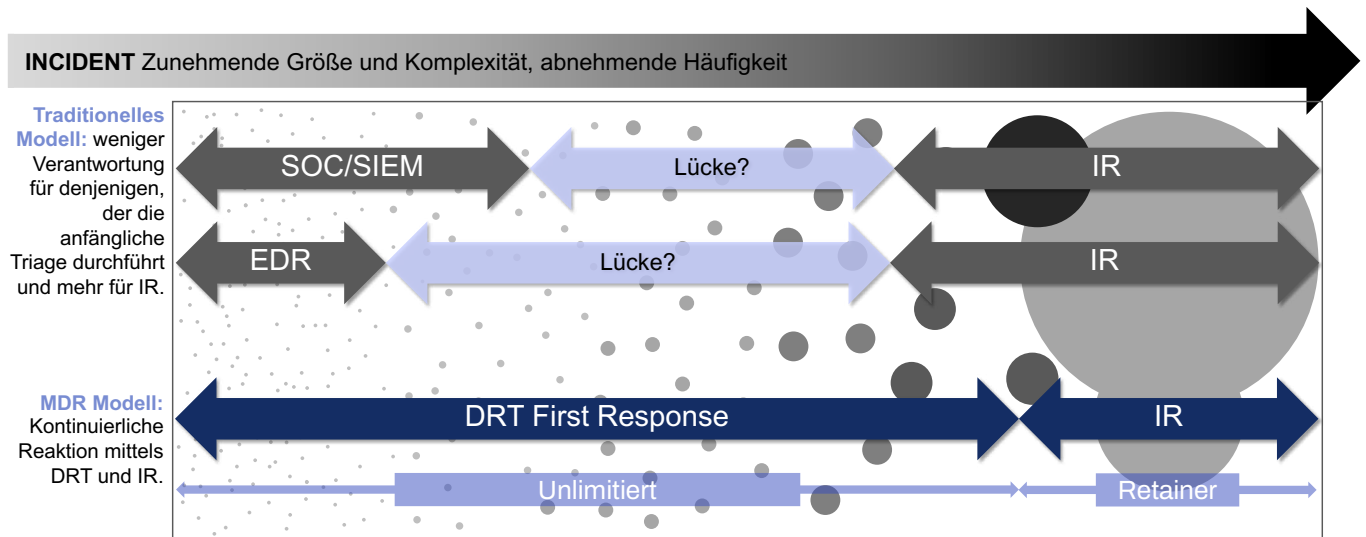 INCIDENT Zunehmende Größe und Komplexität, abnehmende Häufigkeit
Traditionelles
Modell: weniger
Verantwortung
für denjenigen,
der die
anfängliche
Triage durchführt
und mehr für IR.
SOC/SIEM
Lücke?
IR
EDR
Lücke?
IR
MDR Modell:
Kontinuierliche
Reaktion mittels
DRT und IR.
DRT First Response
IR
Unlimitiert
Retainer